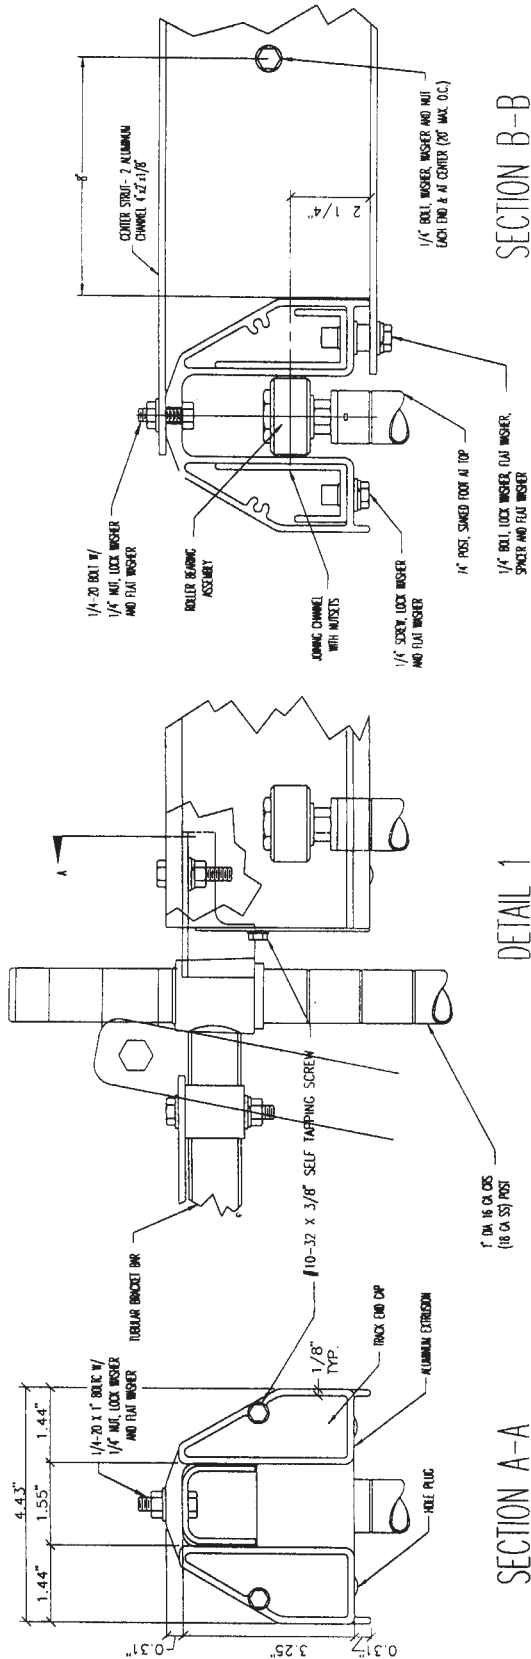 4.43"
1.44"
1.55"
1.44"
0.31"
3.25"
0.31"
1/4-20 X 1" BOLTC W/
1/4" NUT, LOCK WASHER
AND FLAT WASHER
TUBULAR BRACKET BAR
#10-32 X 3/8" SELF TAPPING SCREW
1/8"
TYP.
TRACK END CAP
ALUMINUM EXTRUSION
HOLE PLUG
SECTION A-A
A
1" DIA 16 GA CRS
(18 GA SS) POST
DETAIL 1
1/4-20 BOLT W/
1/4" NUT, LOCK WASHER
AND FLAT WASHER
ROLLER BEARING
ASSEMBLY
JOINING CHANNEL
WITH NUTSETS
1/4" SCREW, LOCK WASHER
AND FLAT WASHER
CENTER STRUT- 2 ALUMINUM
CHANNEL 4"x2"x1/8"
8"
2 1/4"
POST, SWAGED FOOT AT TOP
1/4" BOLT, LOCK WASHER, FLAT WASHER,
SPACER AND FLAT WASHER
1/4" BOLT, WASHER, WASHER AND NUT
EACH END & AT CENTER (20" MAX. O.C.)
SECTION B-B